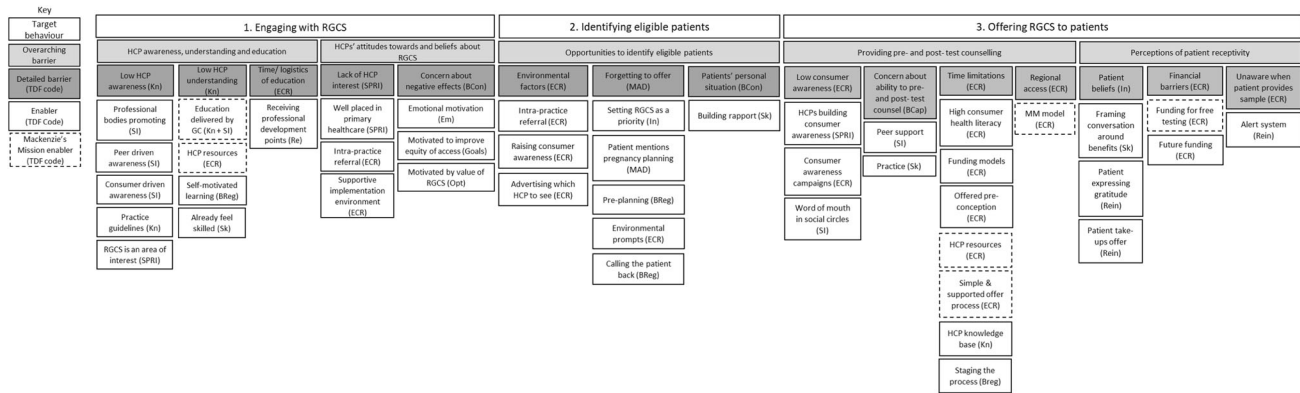 Key
Target
behaviour
Overarching
barrier
Detailed barrier
(TDF code)
Enabler
(TDF Code)
Mackenzie's
Mission enabler
(TDF code)
1. Engaging with RGCS
HCP awareness, understanding and education
Low HCP
awareness (Kn)
Professional
bodies promoting
(SI)
Peer driven
awareness (SI)
Consumer driven
awareness (SI)
Practice
guidelines (Kn)
RGCS is an area of
interest (SPRI)
Low HCP
understanding (Kn)
Education
delivered by
GC (Kn + SI)
HCP resources
(ECR)
Self-motivated
learning (BReg)
Already feel
skilled (Sk)
Time/ logistics
of education
(ECR)
Receiving
professional
development
points (Re)
HCPs' attitudes towards and beliefs about
RGCS
Lack of HCP
interest (SPRI)
Well placed in
primary
healthcare (SPRI)
Intra-practice
referral (ECR)
Supportive
implementation
environment
(ECR)
Concern about
negative effects (BCon)
Emotional motivation
(Em)
Motivated to improve
equity of access (Goals)
Motivated by value of
RGCS (Opt)
2. Identifying eligible patients
Opportunities to identify eligible patients
Environmental
factors (ECR)
Intra-practice
referral (ECR)
Raising consumer
awareness (ECR)
Advertising which
HCP to see (ECR)
Forgetting to offer
(MAD)
Setting RGCS as a
priority (In)
Patient mentions
pregnancy planning
(MAD)
Pre-planning (BReg)
Environmental
prompts (ECR)
Calling the patient
back (BReg)
Patients' personal
situation (BCon)
Building rapport (Sk)
3. Offering RGCS to patients
Providing pre- and post- test counselling
Low consumer
awareness (ECR)
HCPs building
consumer
awareness (SPRI)
Consumer
awareness
campaigns (ECR)
Word of mouth
in social circles
(SI)
Concern about
ability to pre-
and post- test
counsel (BCap)
Peer support
(SI)
Practice (Sk)
Time limitations
(ECR)
High consumer
health literacy
(ECR)
Funding models
(ECR)
Offered pre-
conception
(ECR)
HCP resources
(ECR)
Simple &
supported offer
process (ECR)
HCP knowledge
base (Kn)
Staging the
process (Breg)
Regional
access (ECR)
MM model
(ECR)
Perceptions of patient receptivity
Patient
beliefs (In)
Framing
conversation
around
benefits (Sk)
Patient
expressing
gratitude
(Rein)
Patient take-
ups offer
(Rein)
Financial
barriers (ECR)
Funding for free
testing (ECR)
Future funding
(ECR)
Unaware when
patient provides
sample (ECR)
Alert system
(Rein)